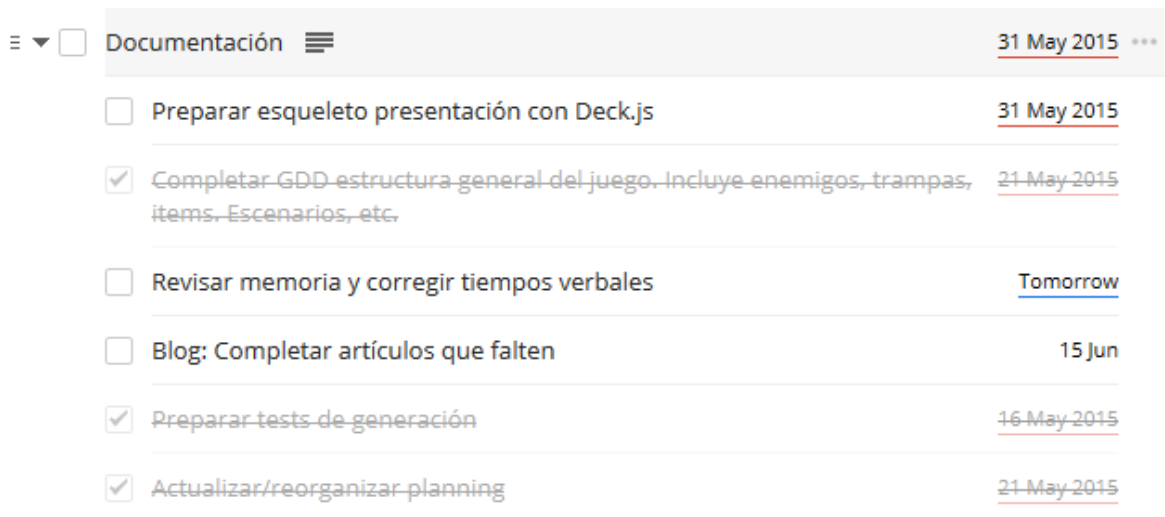 Documentación 31 May 2015
Preparar esqueleto presentación con Deck.js 31 May 2015
Completar GDD estructura general del juego. Incluye enemigos, trampas, 21 May 2015
items. Escenarios, etc.
Revisar memoria y corregir tiempos verbales Tomorrow
Blog: Completar artículos que falten 15 Jun
Preparar tests de generación 16 May 2015
Actualizar/reorganizar planning 21 May 2015